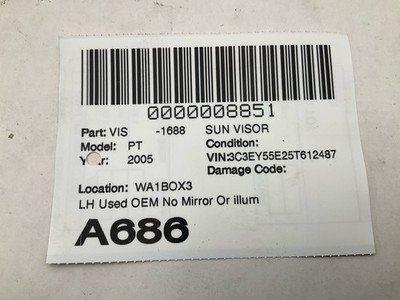 0000008851
Part: VIS -1688 SUN VISOR
Model: PT Condition:
Year: 2005 VIN:3C3EY55E25T612487
Damage Code:
Location: WA1BOX3
LH Used OEM No Mirror Or illum
A686